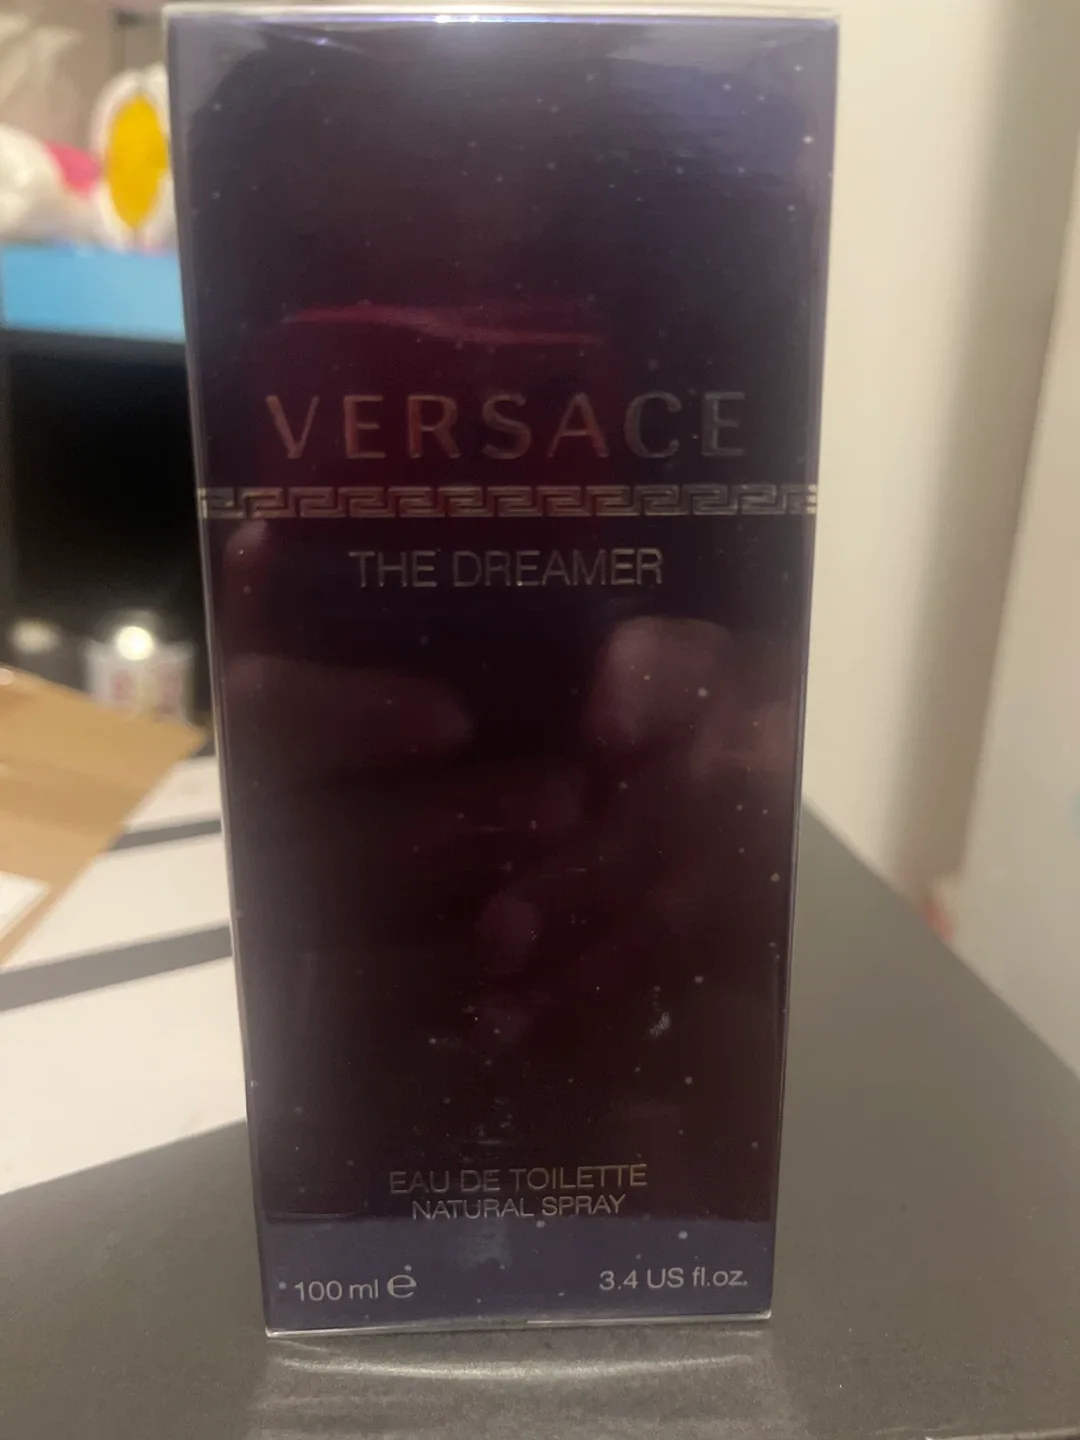 VERSACE
THE DREAMER
EAU DE TOILETTE
NATURAL SPRAY
100 ml ℮
3.4 US fl.oz.